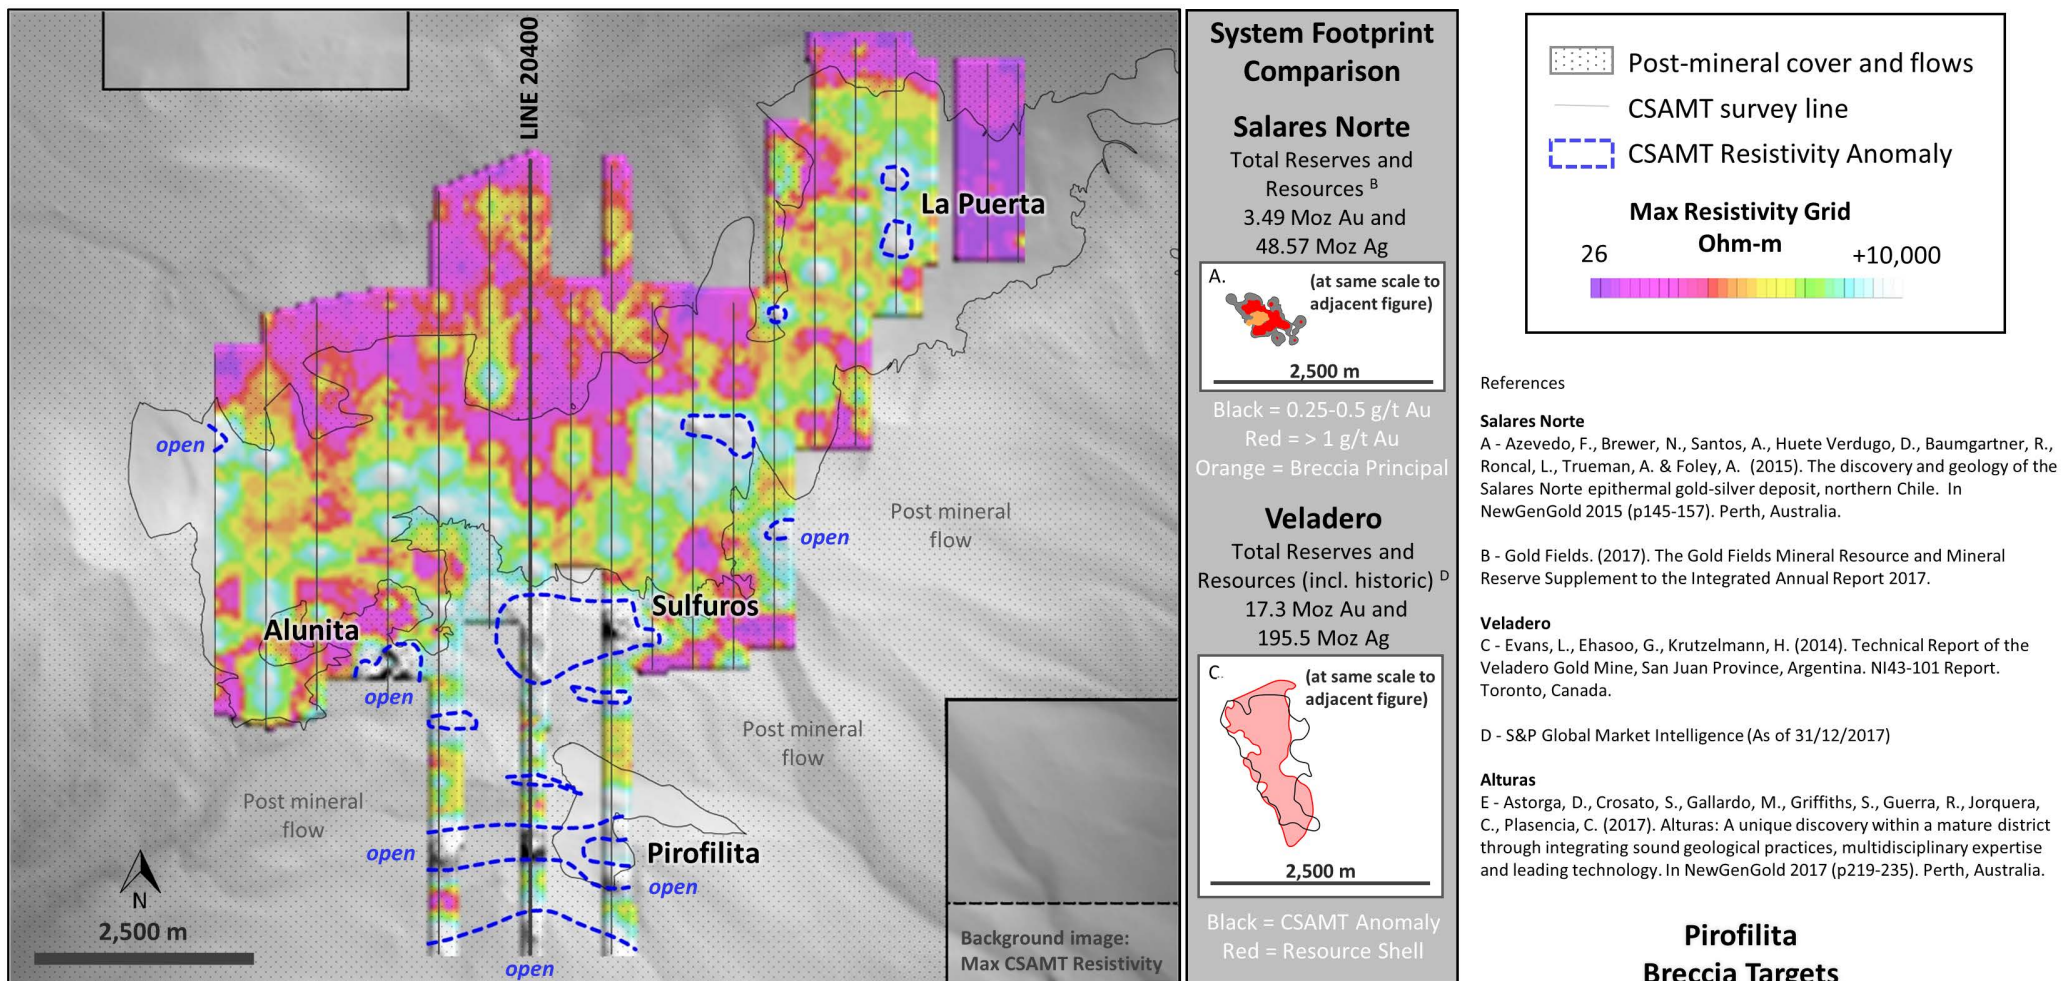 LINE 20400
La Puerta
open
open
Post mineral
flow
Sulfuros
Alunita
open
Post mineral
flow
Post mineral
flow
open
Pirofilita
open
N
2,500 m
open
Background image:
Max CSAMT Resistivity
System Footprint
Comparison
Salares Norte
Total Reserves and
Resources B
3.49 Moz Au and
48.57 Moz Ag
A.
(at same scale to
adjacent figure)
2,500 m
Black = 0.25-0.5 g/t Au
Red = > 1 g/t Au
Orange = Breccia Principal
Veladero
Total Reserves and
Resources (incl. historic) D
17.3 Moz Au and
195.5 Moz Ag
C.
(at same scale to
adjacent figure)
2,500 m
Black = CSAMT Anomaly
Red = Resource Shell
Post-mineral cover and flows
CSAMT survey line
CSAMT Resistivity Anomaly
Max Resistivity Grid
Ohm-m
26
+10,000
References
Salares Norte
A - Azevedo, F., Brewer, N., Santos, A., Huete Verdugo, D., Baumgartner, R.,
Roncal, L., Trueman, A. & Foley, A. (2015). The discovery and geology of the
Salares Norte epithermal gold-silver deposit, northern Chile. In
NewGenGold 2015 (p145-157). Perth, Australia.
B - Gold Fields. (2017). The Gold Fields Mineral Resource and Mineral
Reserve Supplement to the Integrated Annual Report 2017.
Veladero
C - Evans, L., Ehasoo, G., Krutzelmann, H. (2014). Technical Report of the
Veladero Gold Mine, San Juan Province, Argentina. NI43-101 Report.
Toronto, Canada.
D - S&P Global Market Intelligence (As of 31/12/2017)
Alturas
E - Astorga, D., Crosato, S., Gallardo, M., Griffiths, S., Guerra, R., Jorquera,
C., Plasencia, C. (2017). Alturas: A unique discovery within a mature district
through integrating sound geological practices, multidisciplinary expertise
and leading technology. In NewGenGold 2017 (p219-235). Perth, Australia.
Pirofilita
Breccia Targets